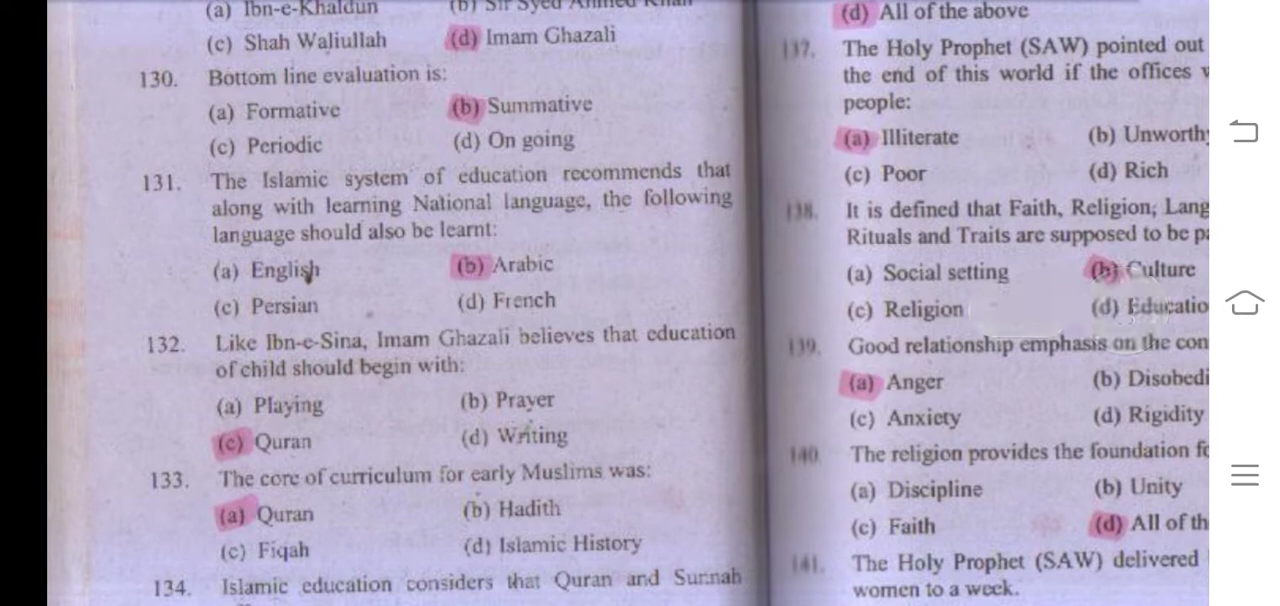 (a) Ibn-e-Khaldun (b) Sir Syed Ahmed Khan
(c) Shah Waliullah (d) Imam Ghazali
130. Bottom line evaluation is:
(a) Formative (b) Summative
(c) Periodic (d) On going
131. The Islamic system of education recommends that
along with learning National language, the following
language should also be learnt:
(a) English (b) Arabic
(c) Persian (d) French
132. Like Ibn-e-Sina, Imam Ghazali believes that education
of child should begin with:
(a) Playing (b) Prayer
(c) Quran (d) Writing
133. The core of curriculum for early Muslims was:
(a) Quran (b) Hadith
(c) Fiqah (d) Islamic History
134. Islamic education considers that Quran and Sunnah
(d) All of the above
137. The Holy Prophet (SAW) pointed out
the end of this world if the offices
people:
(a) Illiterate (b) Unworthy
(c) Poor (d) Rich
138. It is defined that Faith, Religion, Lang
Rituals and Traits are supposed to be
(a) Social setting (b) Culture
(c) Religion (d) Educatio
139. Good relationship emphasis on the con
(a) Anger (b) Disobedi
(c) Anxiety (d) Rigidity
140. The religion provides the foundation
(a) Discipline (b) Unity
(c) Faith (d) All of th
141. The Holy Prophet (SAW) delivered
women to a week.